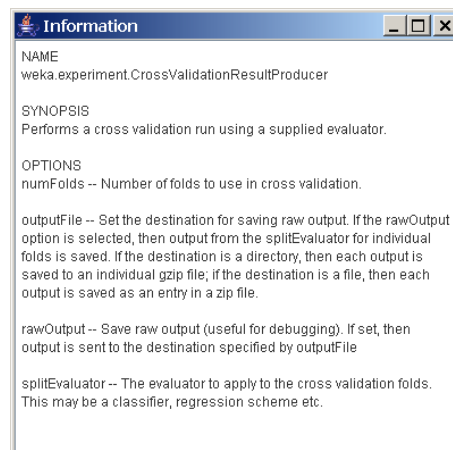 Information
NAME
weka.experiment.CrossValidationResultProducer
SYNOPSIS
Performs a cross validation run using a supplied evaluator.
OPTIONS
numFolds -- Number of folds to use in cross validation.
outputFile -- Set the destination for saving raw output. If the rawOutput
option is selected, then output from the splitEvaluator for individual
folds is saved. If the destination is a directory, then each output is
saved to an individual gzip file; if the destination is a file, then each
output is saved as an entry in a zip file.
rawOutput -- Save raw output (useful for debugging). If set, then
output is sent to the destination specified by outputFile
splitEvaluator -- The evaluator to apply to the cross validation folds.
This may be a classifier, regression scheme etc.